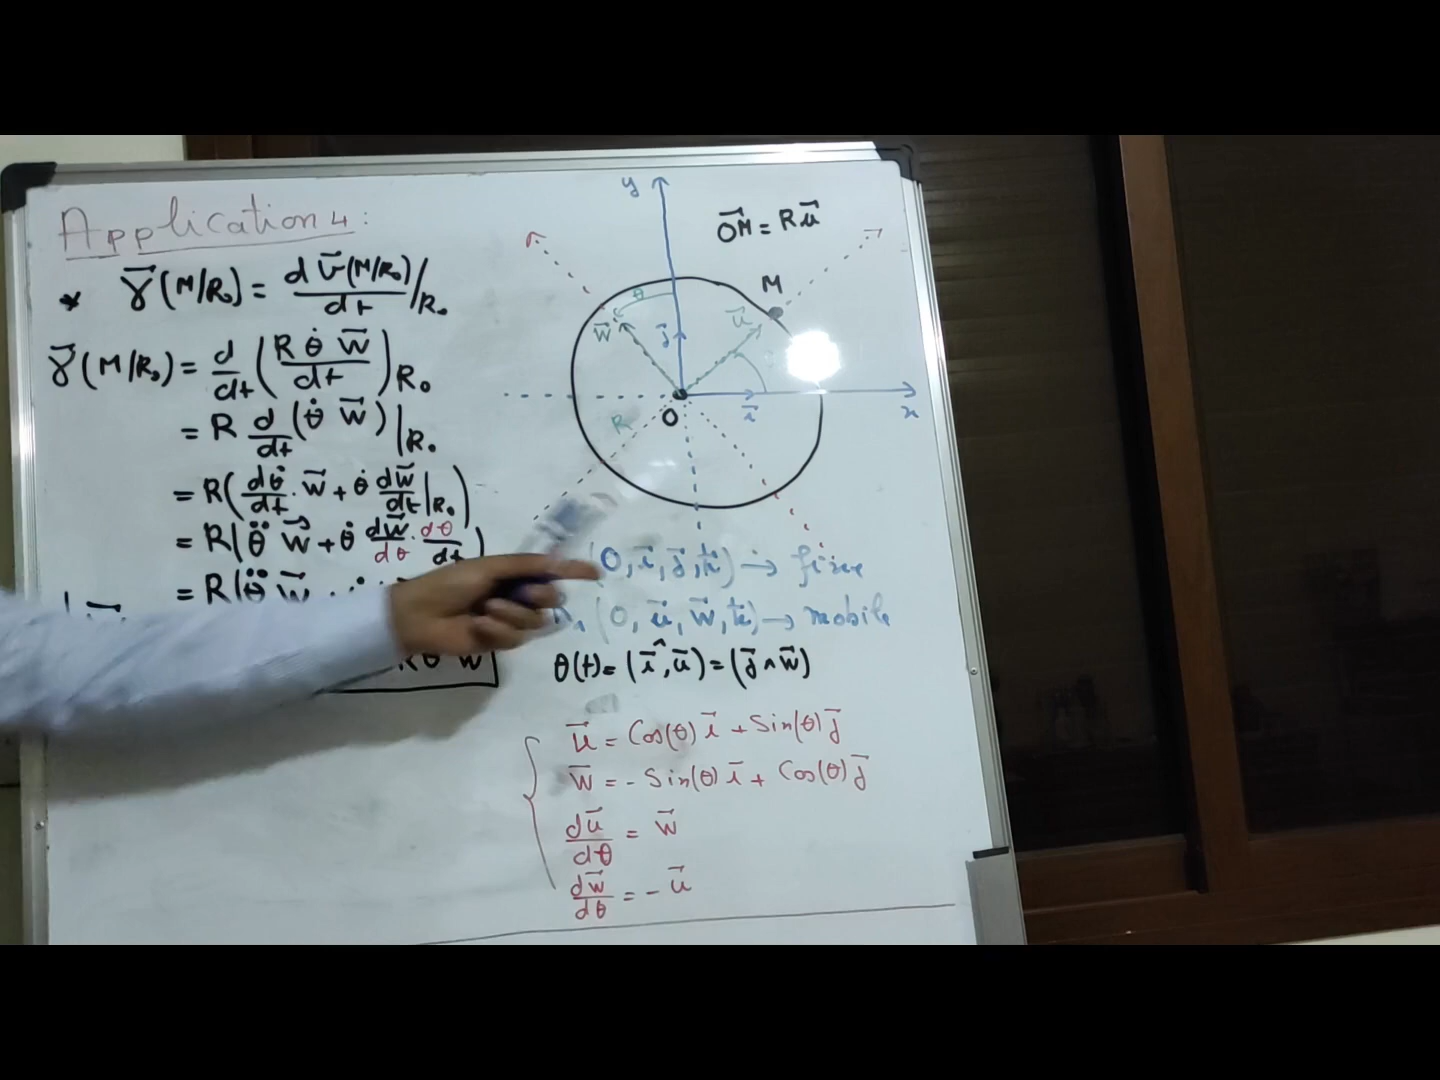 Application 4 :
* γ⃗(M/R₀) = d V⃗(M/R₀)/dt /R₀
γ⃗(M/R₀) = d/dt (R θ̇ w⃗/dt)R₀
= R d/dt (θ̇ w⃗)|R₀
= R(dθ̇/dt . w⃗ + θ̇ dw⃗/dt|R₀)
= R(θ̈ w⃗ + θ̇ dw⃗/dθ . dθ/dt)
= R(θ̈ w⃗
w⃗
y
OM⃗ = R u⃗
M
θ
w⃗
j⃗
u⃗
O
i⃗
x
R
(O, i⃗, j⃗, k⃗) → fixe
R₁ (O, u⃗, w⃗, k⃗) → mobile
θ(t) = (i⃗ ^, u⃗) = (j⃗ ∧ w⃗)
u⃗ = Cos(θ) i⃗ + Sin(θ) j⃗
w⃗ = - Sin(θ) i⃗ + Cos(θ) j⃗
du⃗/dθ = w⃗
dw⃗/dθ = - u⃗